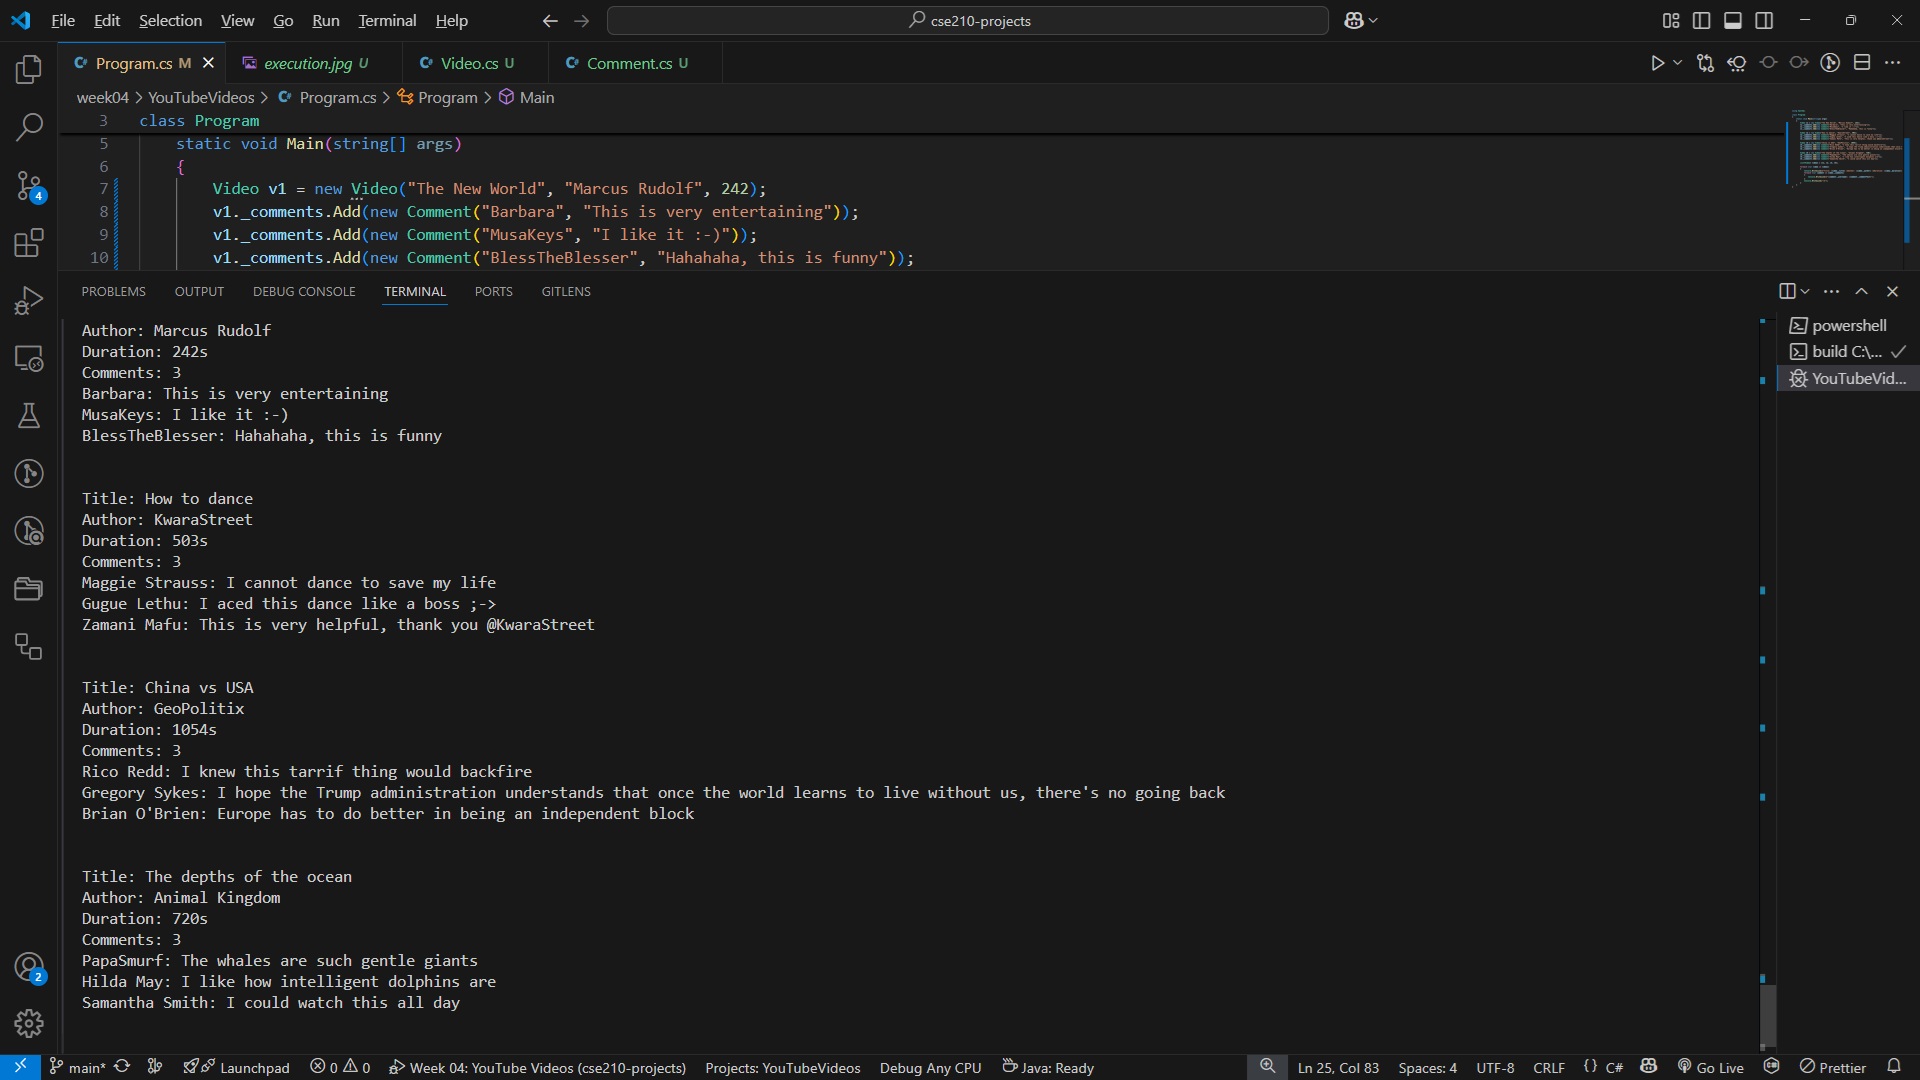 File Edit Selection View Go Run Terminal Help cse210-projects
Program.cs M execution.jpg U Video.cs U Comment.cs U
week04 > YouTubeVideos > Program.cs > Program > Main
3 class Program
5 static void Main(string[] args)
6 {
7 Video v1 = new Video("The New World", "Marcus Rudolf", 242);
8 v1._comments.Add(new Comment("Barbara", "This is very entertaining"));
9 v1._comments.Add(new Comment("MusaKeys", "I like it :-)"));
10 v1._comments.Add(new Comment("BlessTheBlesser", "Hahahaha, this is funny"));
PROBLEMS OUTPUT DEBUG CONSOLE TERMINAL PORTS GITLENS
powershell
build C:\...
YouTubeVid...
Author: Marcus Rudolf
Duration: 242s
Comments: 3
Barbara: This is very entertaining
MusaKeys: I like it :-)
BlessTheBlesser: Hahahaha, this is funny
Title: How to dance
Author: KwaraStreet
Duration: 503s
Comments: 3
Maggie Strauss: I cannot dance to save my life
Gugue Lethu: I aced this dance like a boss ;->
Zamani Mafu: This is very helpful, thank you @KwaraStreet
Title: China vs USA
Author: GeoPolitix
Duration: 1054s
Comments: 3
Rico Redd: I knew this tarrif thing would backfire
Gregory Sykes: I hope the Trump administration understands that once the world learns to live without us, there's no going back
Brian O'Brien: Europe has to do better in being an independent block
Title: The depths of the ocean
Author: Animal Kingdom
Duration: 720s
Comments: 3
PapaSmurf: The whales are such gentle giants
Hilda May: I like how intelligent dolphins are
Samantha Smith: I could watch this all day
4
2
main* Launchpad 0 0 Week 04: YouTube Videos (cse210-projects) Projects: YouTubeVideos Debug Any CPU Java: Ready Ln 25, Col 83 Spaces: 4 UTF-8 CRLF {} C# Go Live Prettier